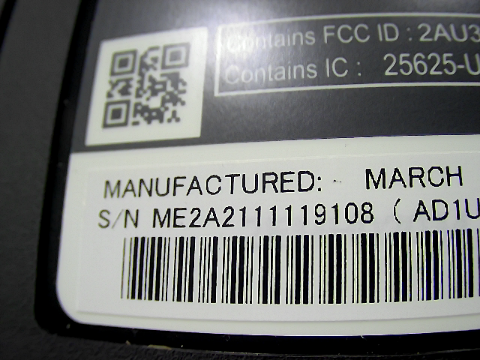 Contains FCC ID : 2AU3
Contains IC : 25625-U
MANUFACTURED: MARCH
S/N ME2A2111119108 ( AD1U